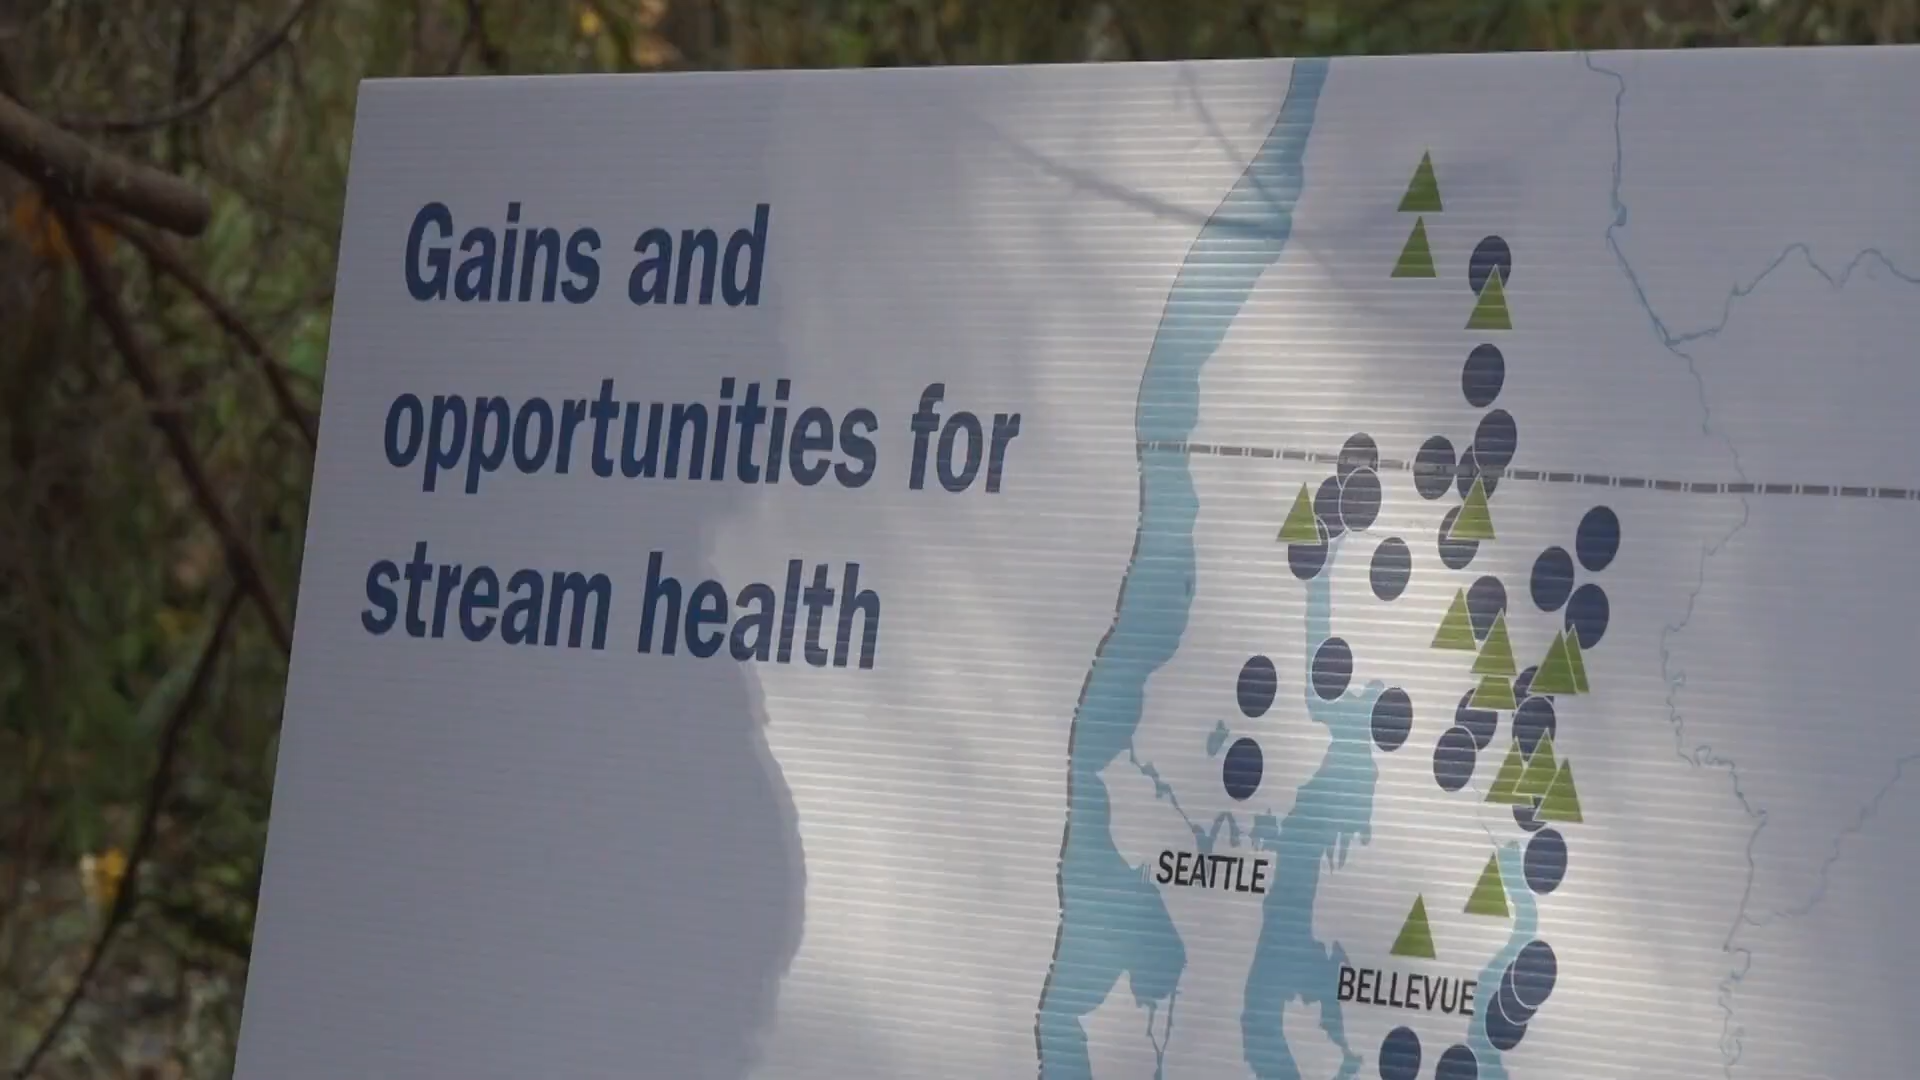 Gains and
opportunities for
stream health
SEATTLE
BELLEVUE